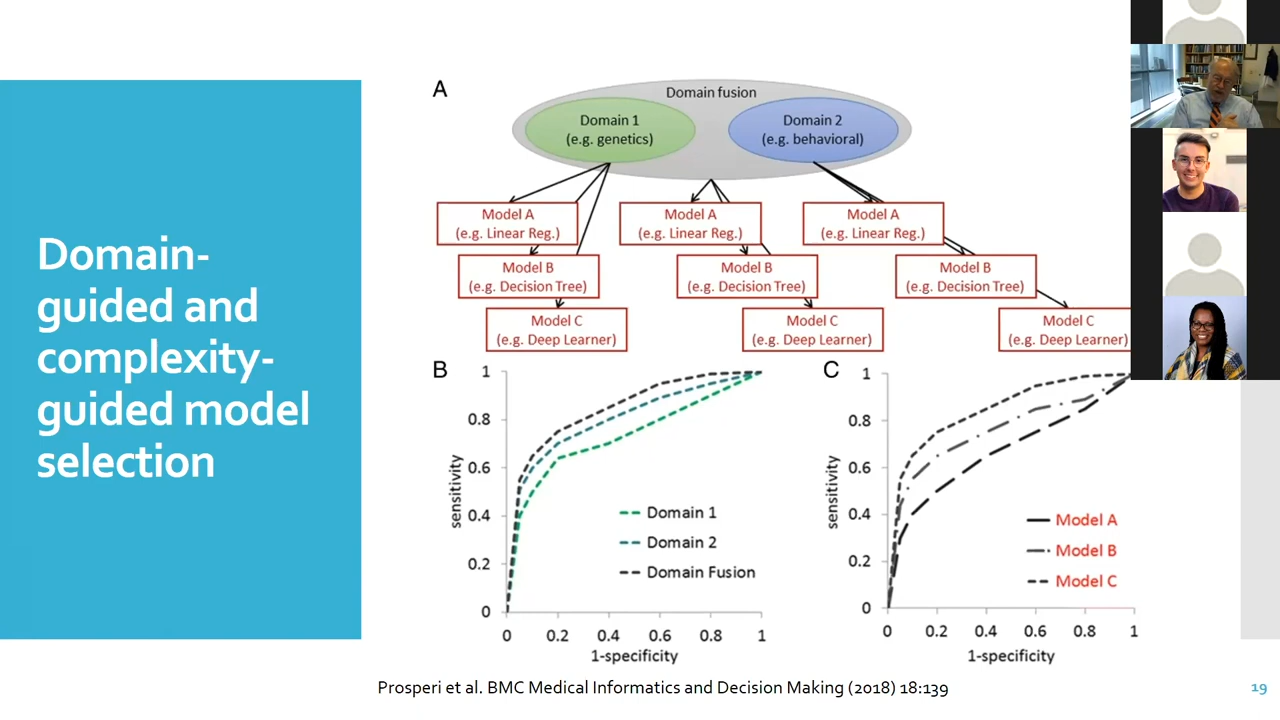 Domain-
guided and
complexity-
guided model
selection
A
Domain fusion
Domain 1
(e.g. genetics)
Domain 2
(e.g. behavioral)
Model A
(e.g. Linear Reg.)
Model A
(e.g. Linear Reg.)
Model A
(e.g. Linear Reg.)
Model B
(e.g. Decision Tree)
Model B
(e.g. Decision Tree)
Model B
(e.g. Decision Tree)
Model C
(e.g. Deep Learner)
Model C
(e.g. Deep Learner)
Model C
(e.g. Deep Learner)
B
1
0.8
0.6
0.4
0.2
0
sensitivity
Domain 1
Domain 2
Domain Fusion
0 0.2 0.4 0.6 0.8 1
1-specificity
C
1
0.8
0.6
0.4
0.2
0
sensitivity
Model A
Model B
Model C
0 0.2 0.4 0.6 0.8 1
1-specificity
Prosperi et al. BMC Medical Informatics and Decision Making (2018) 18:139
19